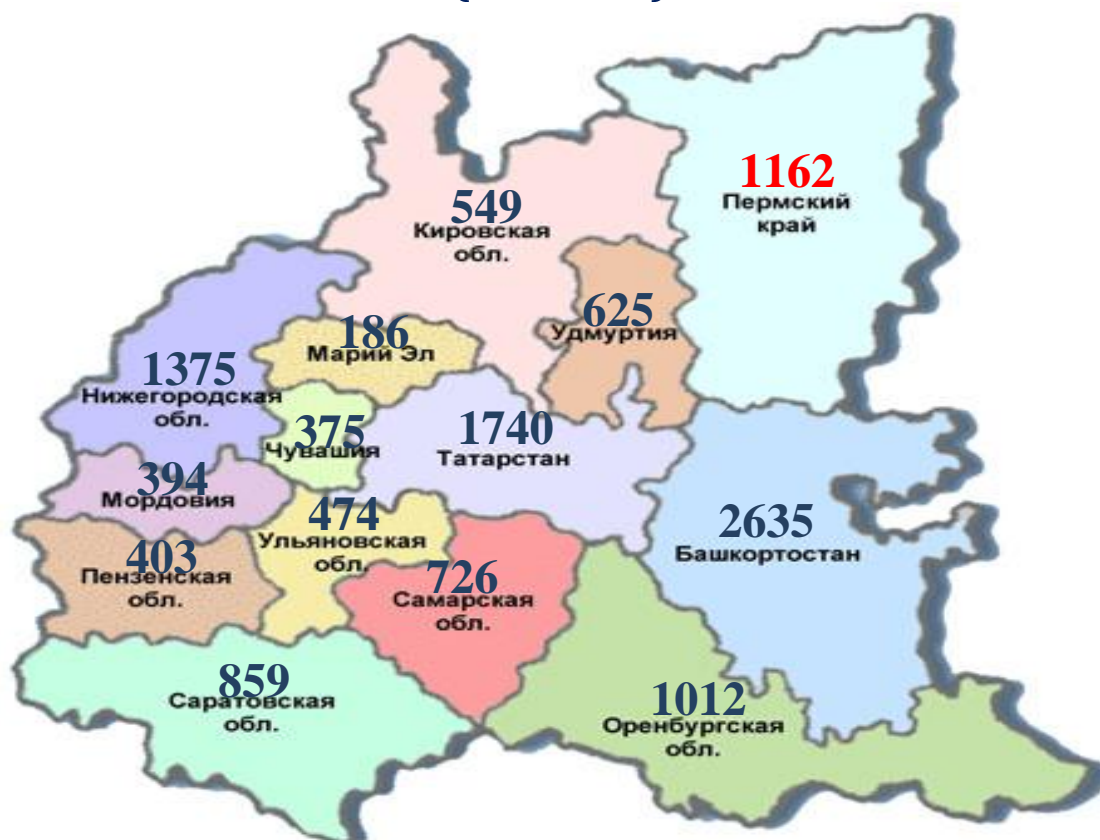 1162
Пермский
край
549
Кировская
обл.
625
Удмуртия
186
Марий Эл
1375
Нижегородская
обл.
375
Чувашия
1740
Татарстан
394
Мордовия
474
Ульяновская
обл.
2635
Башкортостан
403
Пензенская
обл.
726
Самарская
обл.
859
Саратовская
обл.
1012
Оренбургская
обл.